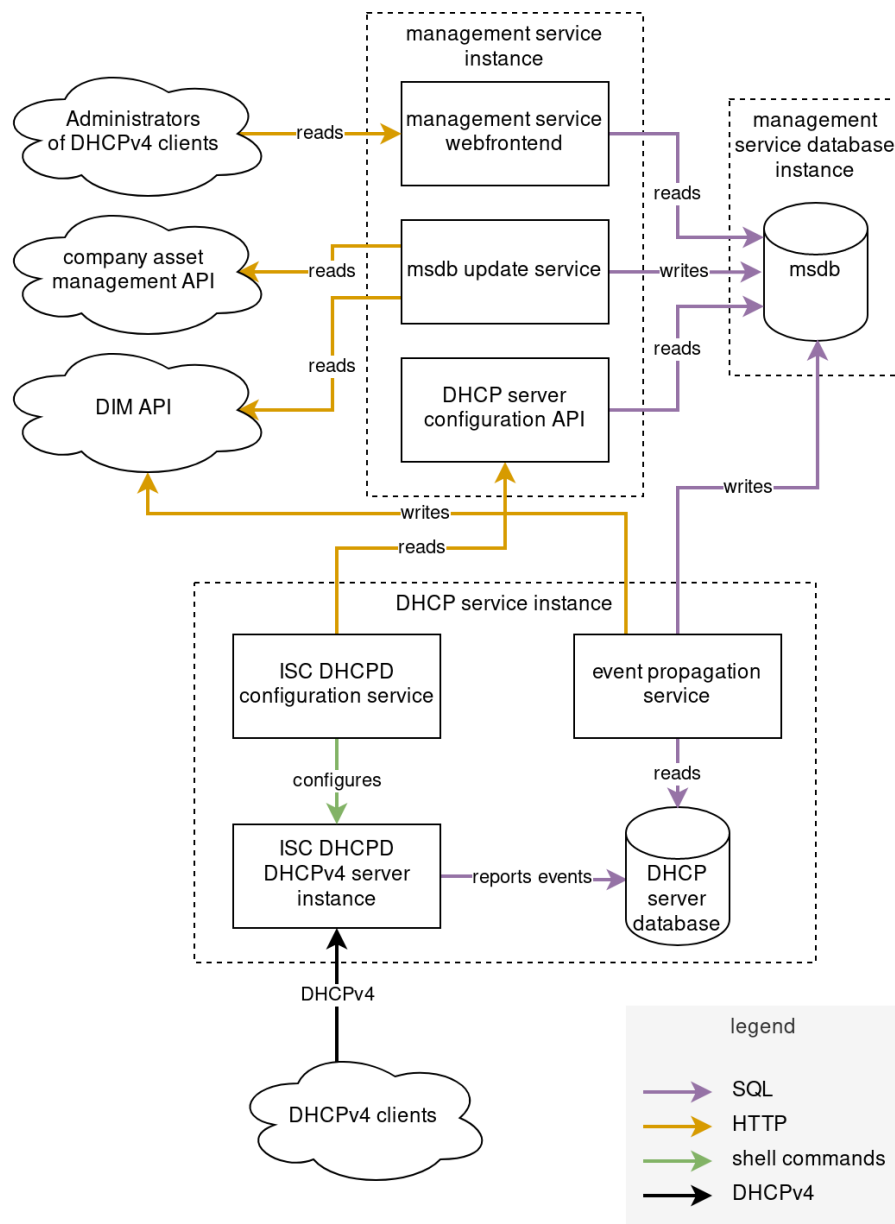 management service
instance
Administrators
of DHCPv4 clients
reads
management service
webfrontend
management
service database
instance
reads
company asset
management API
reads
msdb update service
writes
msdb
reads
reads
DIM API
DHCP server
configuration API
writes
writes
reads
DHCP service instance
ISC DHCPD
configuration service
event propagation
service
configures
reads
ISC DHCPD
DHCPv4 server
instance
reports events
DHCP
server
database
DHCPv4
DHCPv4 clients
legend
SQL
HTTP
shell commands
DHCPv4